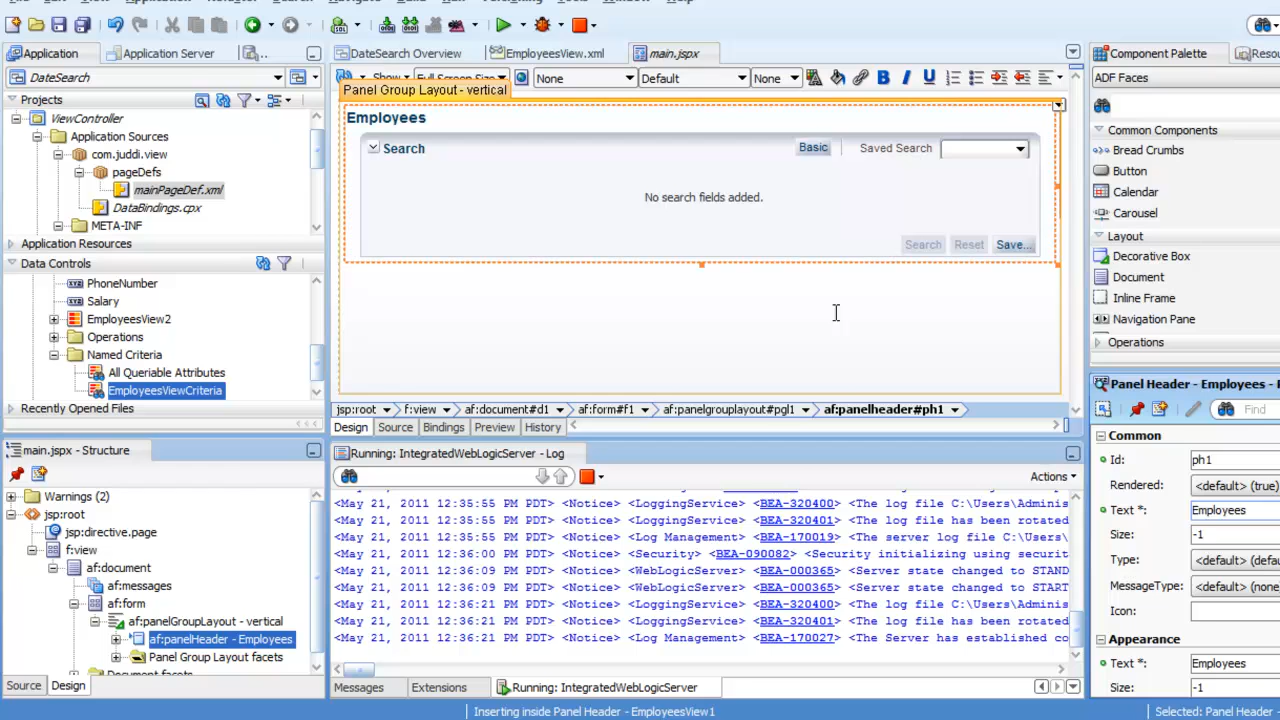 Application
Application Server
DateSearch Overview
EmployeesView.xml
main.jspx
Component Palette
DateSearch
Show
Full Screen Size
None
Default
None
ADF Faces
Projects
Panel Group Layout - vertical
ViewController
Employees
Application Sources
Search
Basic
Saved Search
Common Components
com.juddi.view
Bread Crumbs
pageDefs
Button
mainPageDef.xml
No search fields added.
Calendar
DataBindings.cpx
Carousel
META-INF
Layout
Application Resources
Search
Reset
Save...
Decorative Box
Data Controls
Document
PhoneNumber
Inline Frame
Salary
Navigation Pane
EmployeesView2
Operations
Operations
Named Criteria
All Queriable Attributes
Panel Header - Employees -
EmployeesViewCriteria
Recently Opened Files
jsp:root
f:view
af:document#d1
af:form#f1
af:panelgrouplayout#pgl1
af:panelheader#ph1
Find
Design
Source
Bindings
Preview
History
Common
main.jspx - Structure
Running: IntegratedWebLogicServer - Log
Id:
ph1
Actions
Rendered:
<default> (true)
Warnings (2)
<May 21, 2011 12:35:55 PM PDT> <Notice> <LoggingService> <BEA-320400> <The log file C:\Users\Adminis
Text *:
Employees
jsp:root
<May 21, 2011 12:35:55 PM PDT> <Notice> <LoggingService> <BEA-320401> <The log file has been rotated
jsp:directive.page
<May 21, 2011 12:35:55 PM PDT> <Notice> <Log Management> <BEA-170019> <The server log file C:\Users\
Size:
-1
f:view
<May 21, 2011 12:36:00 PM PDT> <Notice> <Security> <BEA-090082> <Security initializing using securit
Type:
<default> (defa
af:document
<May 21, 2011 12:36:09 PM PDT> <Notice> <WebLogicServer> <BEA-000365> <Server state changed to STAND
MessageType:
<default> (none
af:messages
<May 21, 2011 12:36:09 PM PDT> <Notice> <WebLogicServer> <BEA-000365> <Server state changed to START
Icon:
af:form
<May 21, 2011 12:36:21 PM PDT> <Notice> <LoggingService> <BEA-320400> <The log file C:\Users\Adminis
af:panelGroupLayout - vertical
<May 21, 2011 12:36:21 PM PDT> <Notice> <LoggingService> <BEA-320401> <The log file has been rotated
Appearance
af:panelHeader - Employees
<May 21, 2011 12:36:21 PM PDT> <Notice> <Log Management> <BEA-170027> <The Server has established co
Panel Group Layout facets
Text *:
Employees
Source
Design
Messages
Extensions
Running: IntegratedWebLogicServer
Size:
-1
Inserting inside Panel Header - EmployeesView1
Selected: Panel Header -